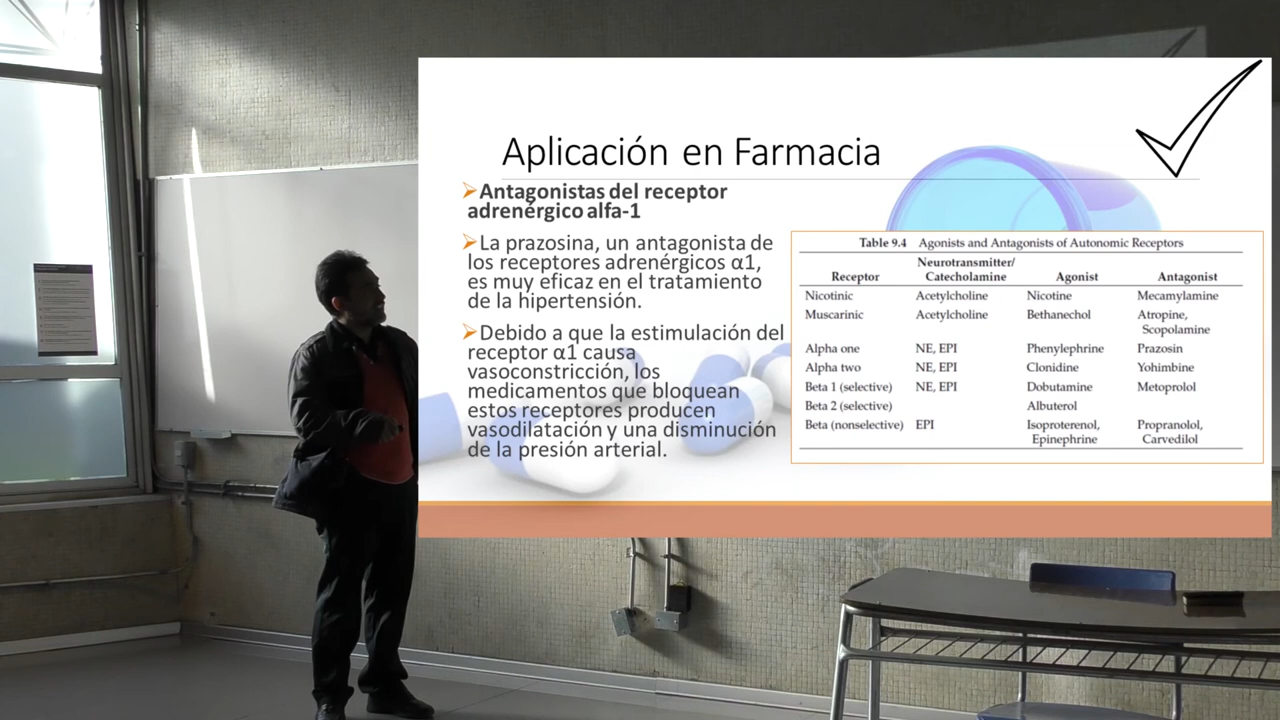 Aplicación en Farmacia
Antagonistas del receptor
adrenérgico alfa-1
La prazosina, un antagonista de
los receptores adrenérgicos α1,
es muy eficaz en el tratamiento
de la hipertensión.
Debido a que la estimulación del
receptor α1 causa
vasoconstricción, los
medicamentos que bloquean
estos receptores producen
vasodilatación y una disminución
de la presión arterial.
Table 9.4 Agonists and Antagonists of Autonomic Receptors
Receptor Neurotransmitter/ Catecholamine Agonist Antagonist
Nicotinic Acetylcholine Nicotine Mecamylamine
Muscarinic Acetylcholine Bethanechol Atropine,
Scopolamine
Alpha one NE, EPI Phenylephrine Prazosin
Alpha two NE, EPI Clonidine Yohimbine
Beta 1 (selective) NE, EPI Dobutamine Metoprolol
Beta 2 (selective) Albuterol
Beta (nonselective) EPI Isoproterenol, Propranolol,
Epinephrine Carvedilol